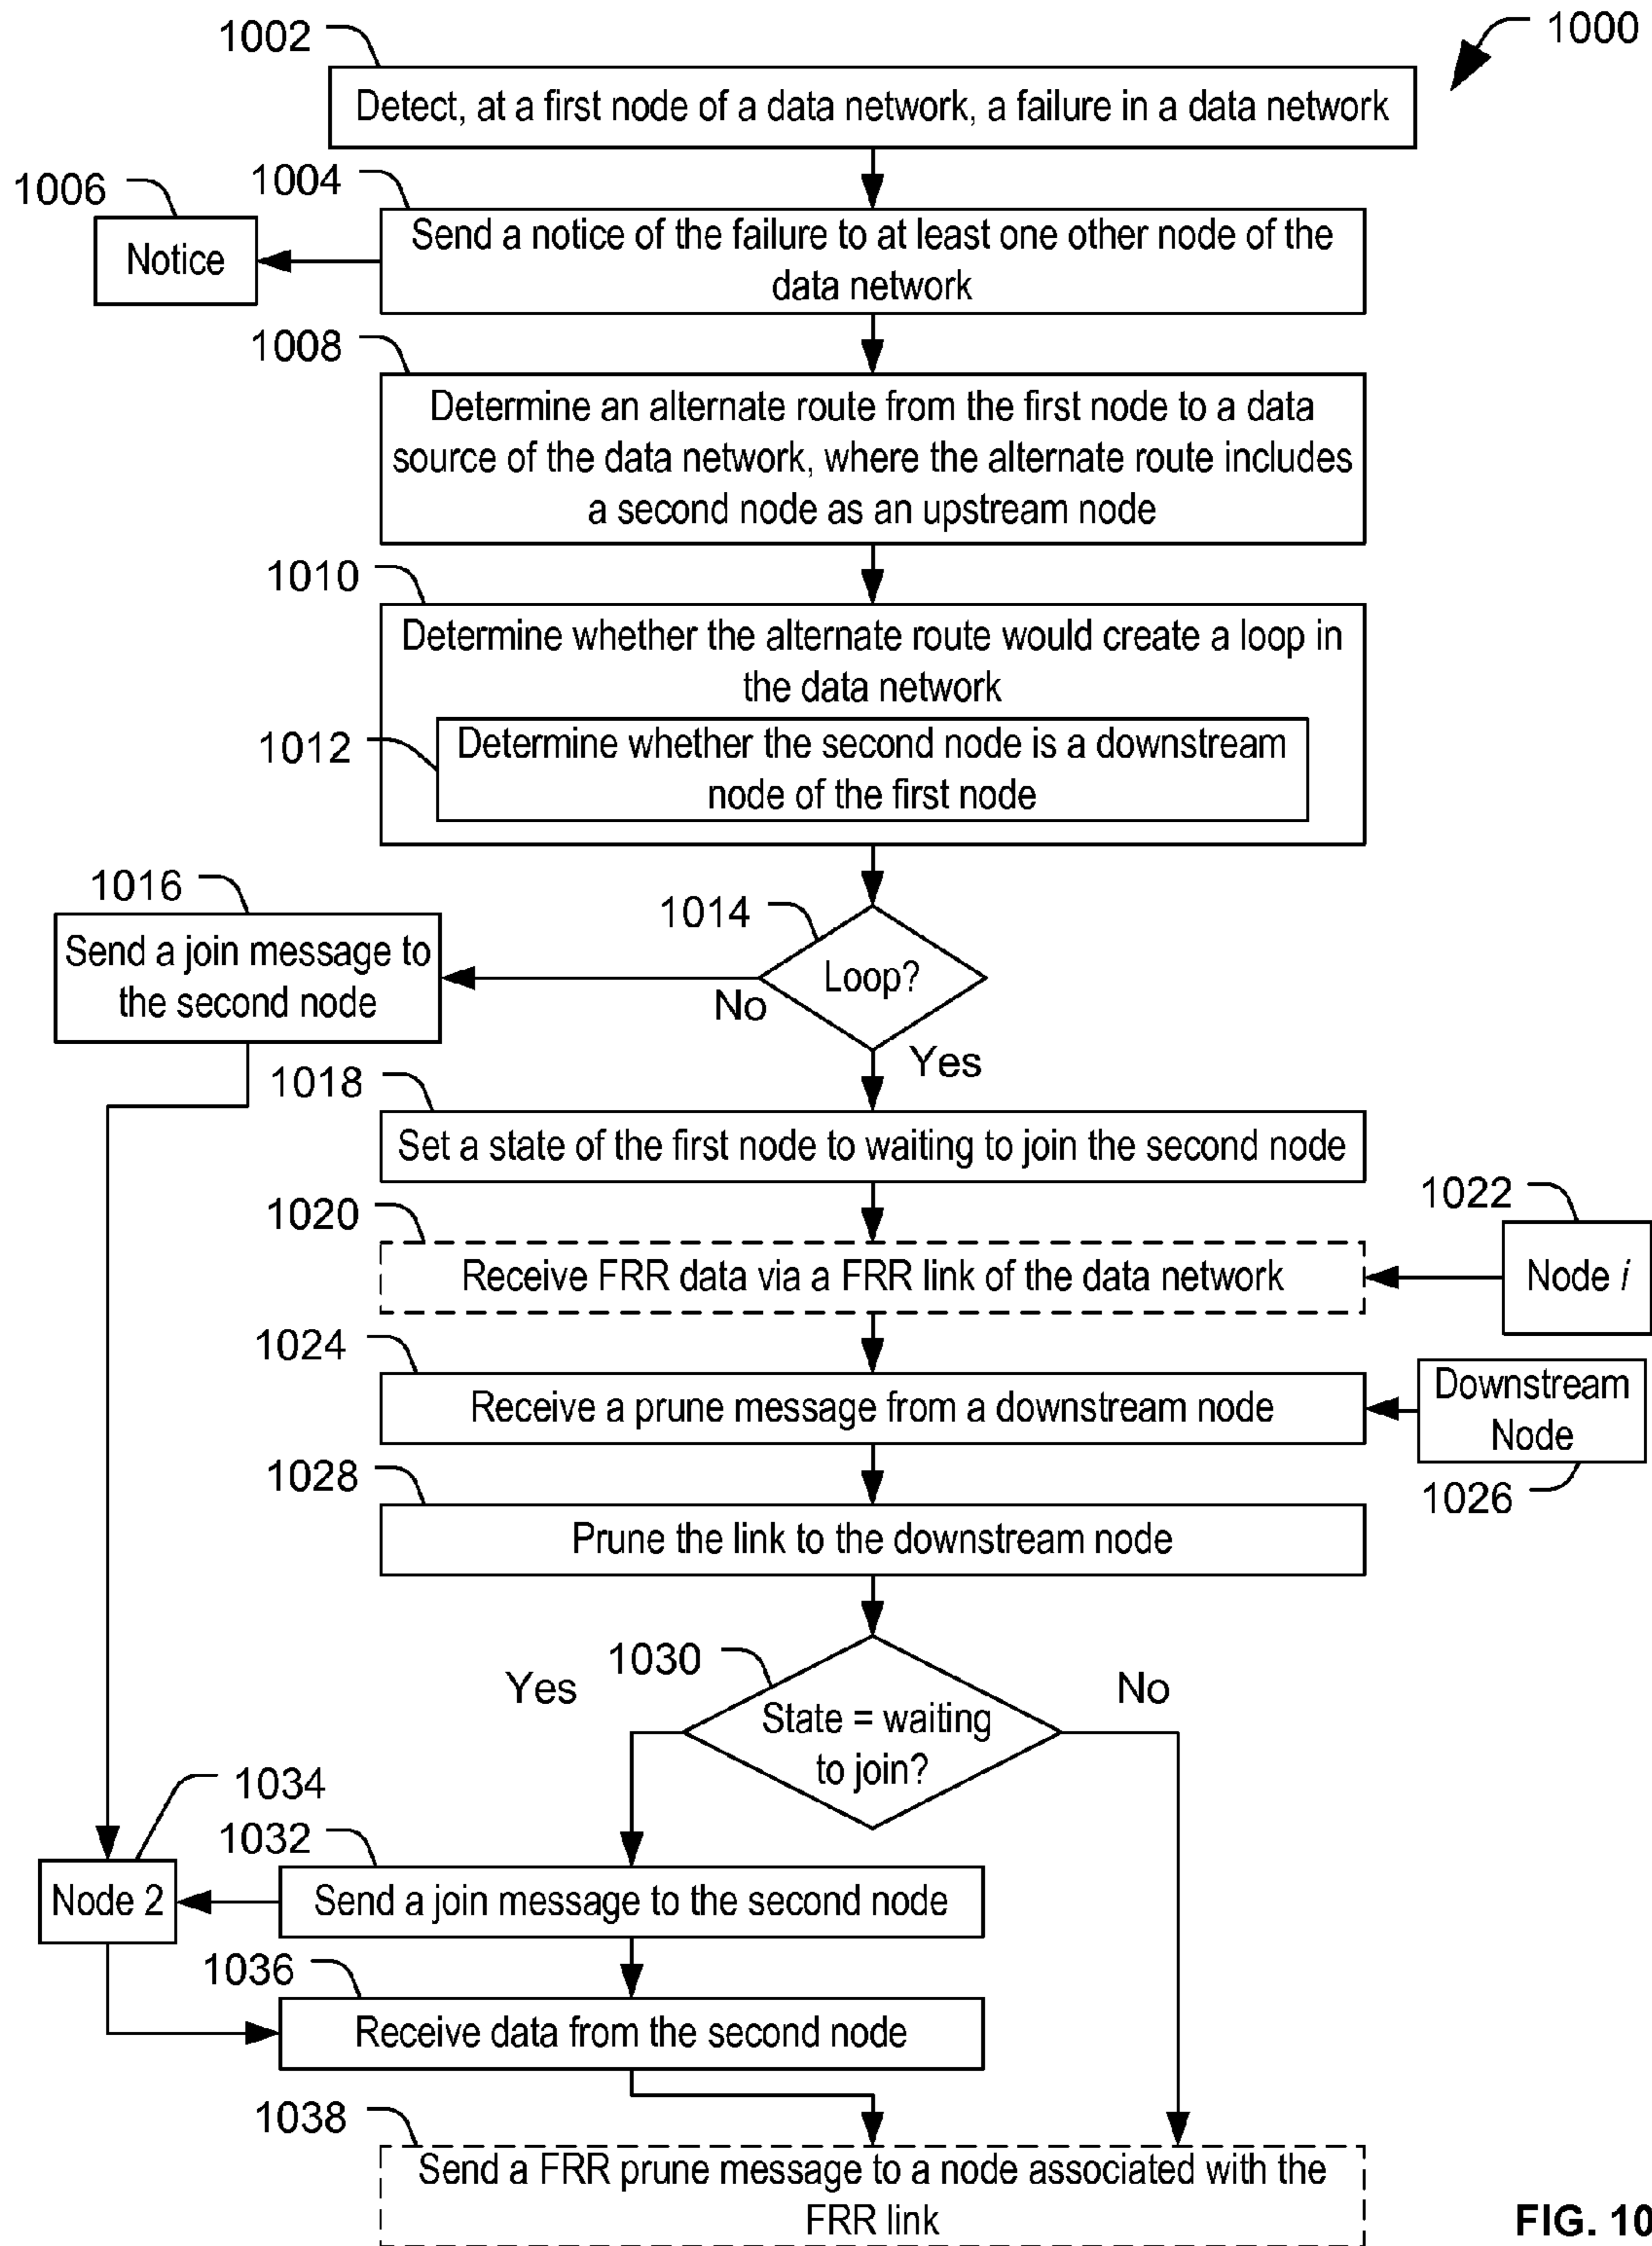 1000
1002
Detect, at a first node of a data network, a failure in a data network
1004
1006
Notice
Send a notice of the failure to at least one other node of the
data network
1008
Determine an alternate route from the first node to a data
source of the data network, where the alternate route includes
a second node as an upstream node
1010
Determine whether the alternate route would create a loop in
the data network
1012
Determine whether the second node is a downstream
node of the first node
1014
Loop?
No
Yes
1016
Send a join message to
the second node
1018
Set a state of the first node to waiting to join the second node
1020
Receive FRR data via a FRR link of the data network
1022
Node i
1024
Receive a prune message from a downstream node
Downstream
Node
1026
1028
Prune the link to the downstream node
1030
State = waiting
to join?
Yes
No
1032
Send a join message to the second node
1034
Node 2
1036
Receive data from the second node
1038
Send a FRR prune message to a node associated with the
FRR link
FIG. 10